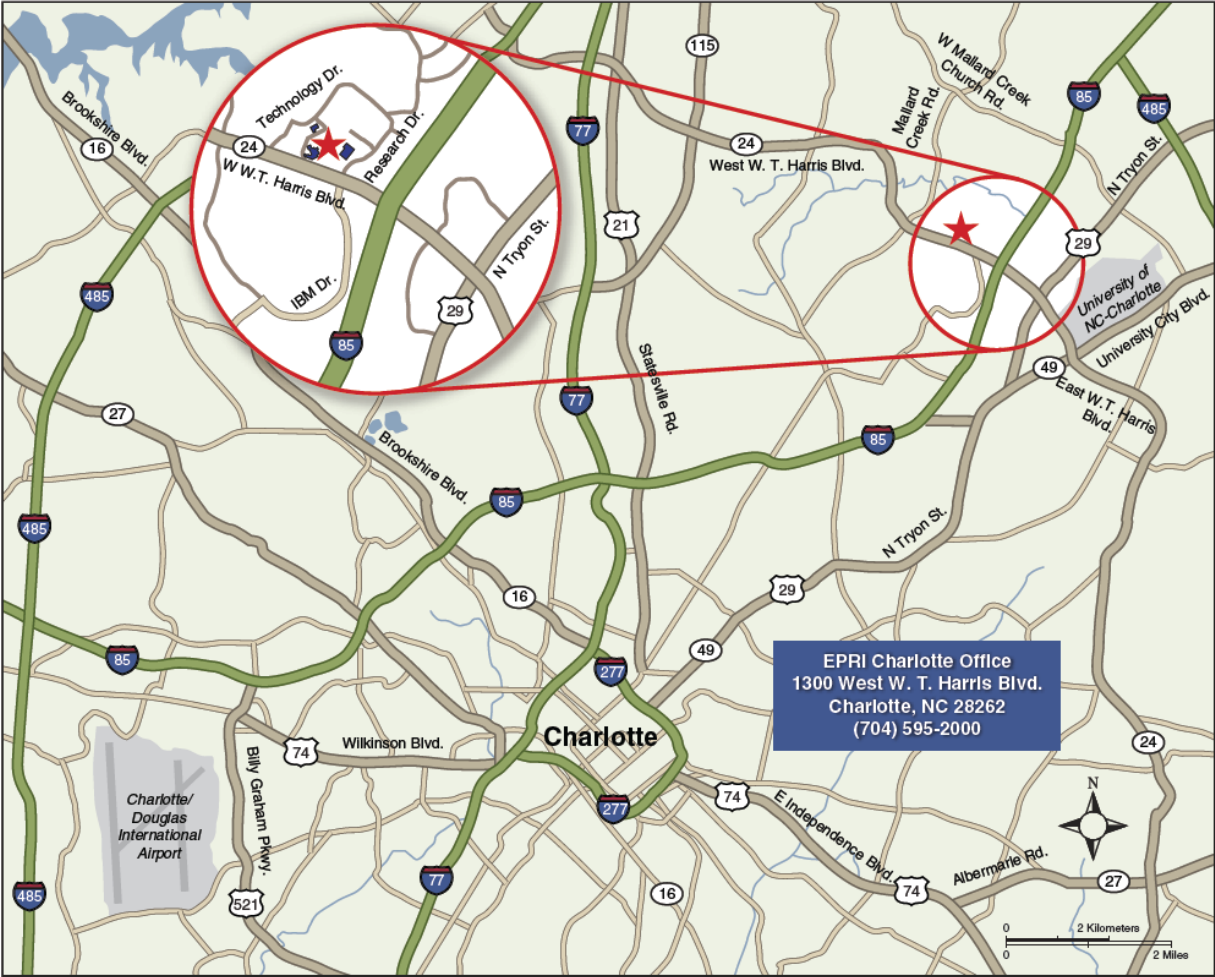 115
W Mallard Creek
Church Rd.
Mallard
Creek Rd.
85
485
77
Technology Dr.
Brookshire Blvd.
16
24
Research Dr.
24
West W. T. Harris Blvd.
N Tryon St.
W W.T. Harris Blvd.
21
N Tryon St.
29
University of
NC-Charlotte
485
IBM Dr.
29
85
University City Blvd.
Statesville Rd.
49
East W.T. Harris
Blvd.
77
27
Brookshire Blvd.
85
85
485
N Tryon St.
16
29
49
85
277
EPRI Charlotte Office
1300 West W. T. Harris Blvd.
Charlotte, NC 28262
(704) 595-2000
Charlotte
Wilkinson Blvd.
74
24
Billy Graham Pkwy.
Charlotte/
Douglas
International
Airport
277
74
E Independence Blvd.
N
Albermarle Rd.
77
485
521
16
74
27
0
2 Kilometers
0
2 Miles